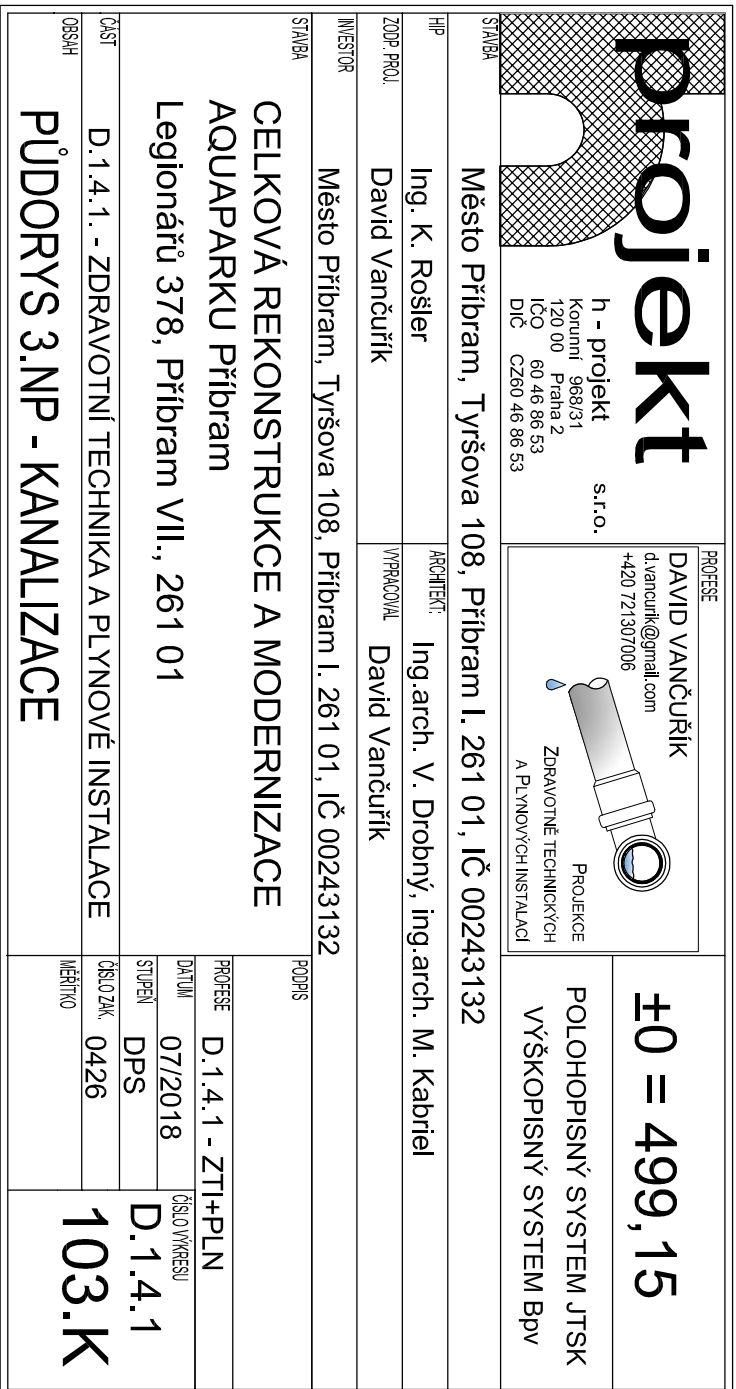 projekt
h - projekt s.r.o.
Korunní 968/31
120 00 Praha 2
IČO 60 46 86 53
DIČ CZ60 46 86 53
PROFESE
DAVID VANČUŘÍK
d.vancurik@gmail.com
+420 721307006
PROJEKCE
ZDRAVOTNĚ TECHNICKÝCH
A PLYNOVÝCH INSTALACÍ
±0 = 499,15
POLOHOPISNÝ SYSTEM JTSK
VÝŠKOPISNÝ SYSTEM Bpv
STAVBA Město Příbram, Tyršova 108, Příbram I. 261 01, IČ 00243132
HIP Ing. K. Rošler ARCHITEKT: Ing.arch. V. Drobný, ing.arch. M. Kabriel
ZODP. PROJ. David Vančuřík VYPRACOVAL David Vančuřík
INVESTOR Město Příbram, Tyršova 108, Příbram I. 261 01, IČ 00243132
STAVBA
CELKOVÁ REKONSTRUKCE A MODERNIZACE
AQUAPARKU Příbram
Legionářů 378, Příbram VII., 261 01
PODPIS
PROFESE D.1.4.1 - ZTI+PLN
DATUM 07/2018
STUPEŇ DPS
ČÍSLO ZAK. 0426
ČÍSLO VÝKRESU
D.1.4.1
103.K
ČÁST D.1.4.1. - ZDRAVOTNÍ TECHNIKA A PLYNOVÉ INSTALACE
OBSAH
PŮDORYS 3.NP - KANALIZACE
MĚŘÍTKO